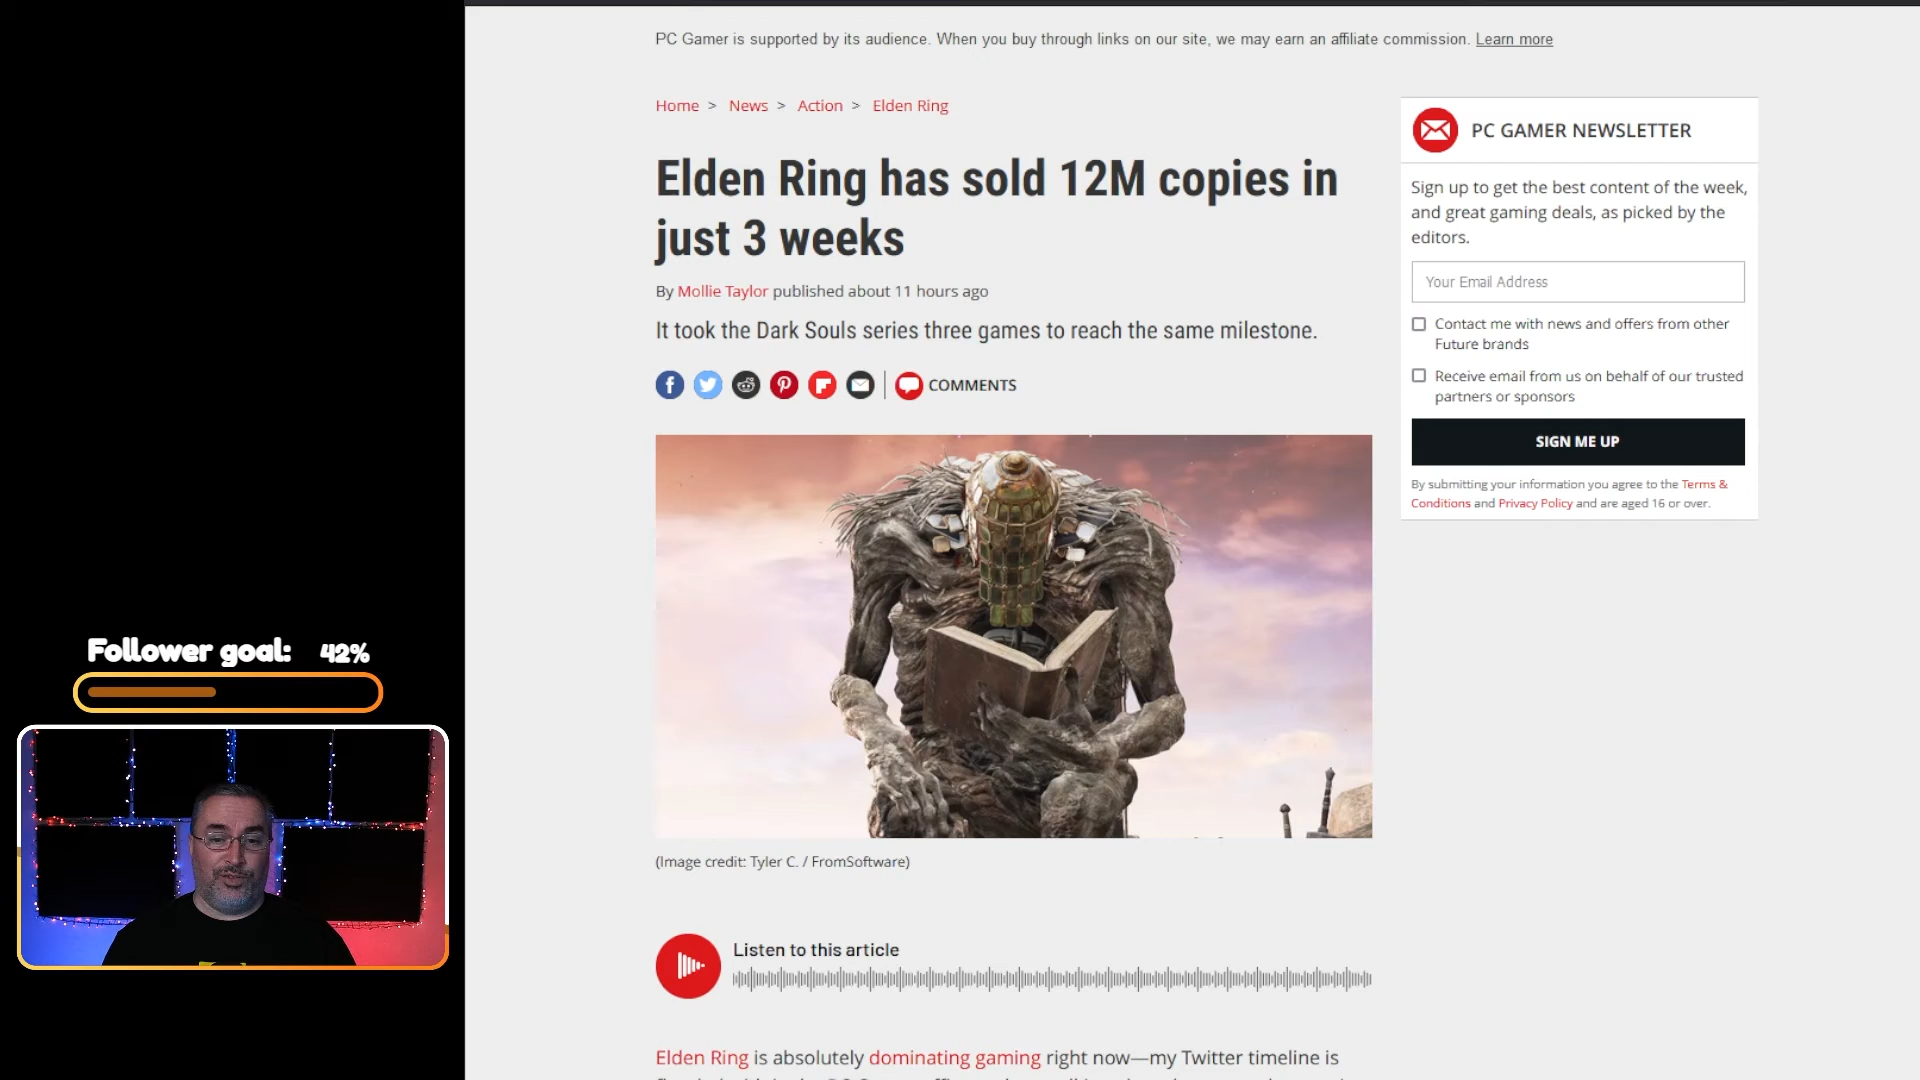 PC Gamer is supported by its audience. When you buy through links on our site, we may earn an affiliate commission. Learn more
Home > News > Action > Elden Ring
Elden Ring has sold 12M copies in
just 3 weeks
By Mollie Taylor published about 11 hours ago
It took the Dark Souls series three games to reach the same milestone.
COMMENTS
(Image credit: Tyler C. / FromSoftware)
Listen to this article
Elden Ring is absolutely dominating gaming right now—my Twitter timeline is
PC GAMER NEWSLETTER
Sign up to get the best content of the week,
and great gaming deals, as picked by the
editors.
Your Email Address
Contact me with news and offers from other
Future brands
Receive email from us on behalf of our trusted
partners or sponsors
SIGN ME UP
By submitting your information you agree to the Terms &
Conditions and Privacy Policy and are aged 16 or over.
Follower goal: 42%